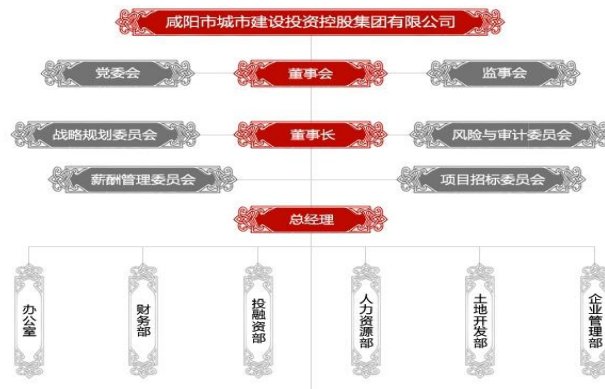 咸阳市城市建设投资控股集团有限公司
党委会
董事会
监事会
战略规划委员会
董事长
风险与审计委员会
薪酬管理委员会
项目招标委员会
总经理
办公室
财务部
投融资部
人力资源部
土地开发部
企业管理部